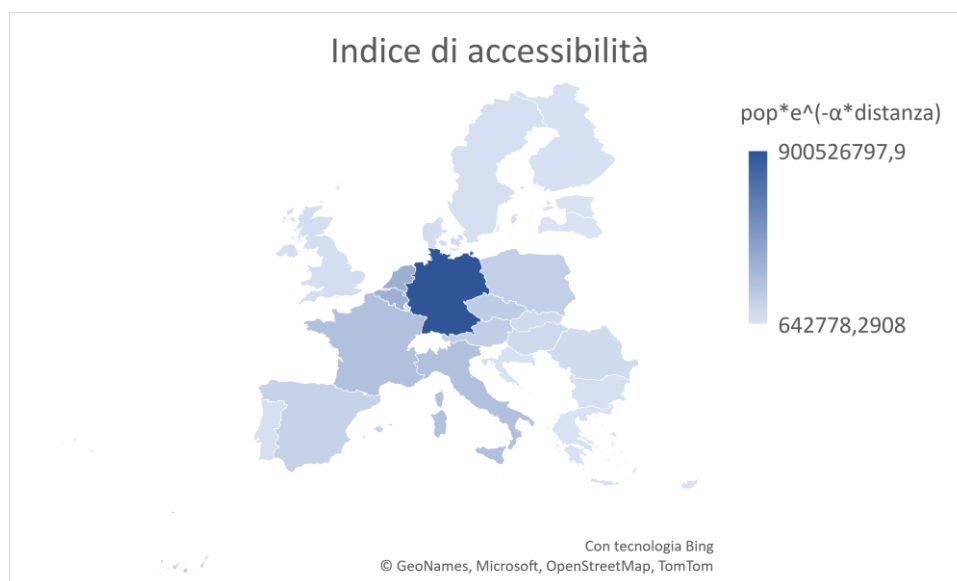 Indice di accessibilità
pop*e^(-α*distanza)
900526797,9
642778,2908
Con tecnologia Bing
© GeoNames, Microsoft, OpenStreetMap, TomTom